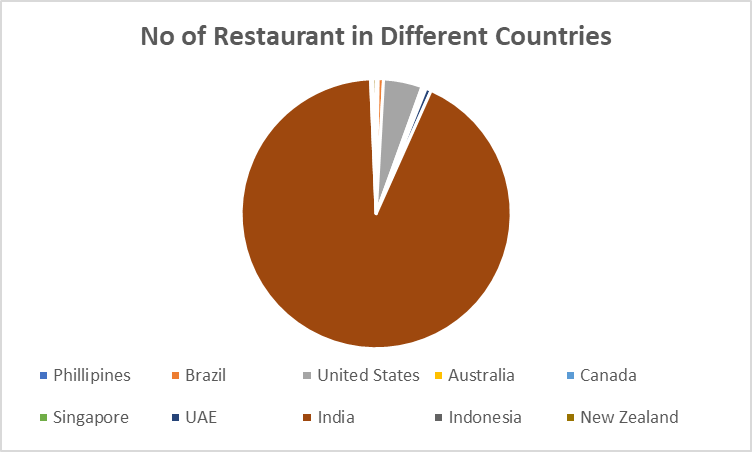 No of Restaurant in Different Countries
Phillipines Brazil United States Australia Canada
Singapore UAE India Indonesia New Zealand